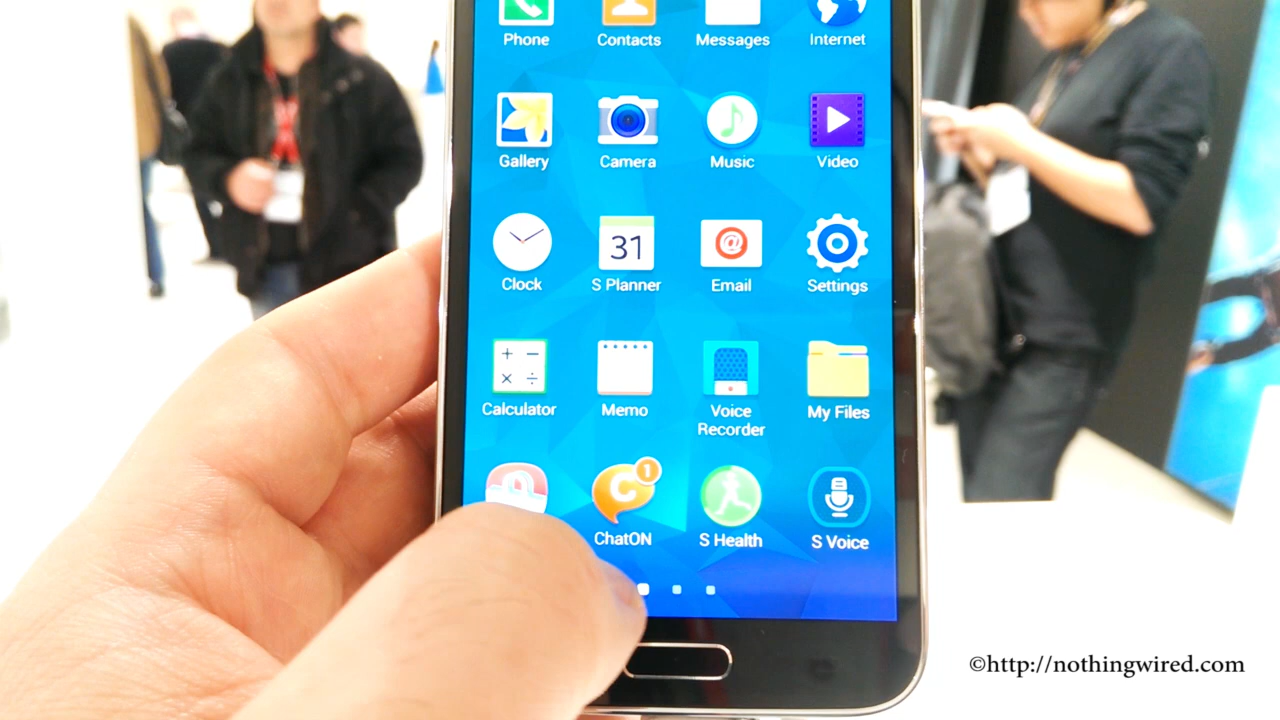 Phone Contacts Messages Internet
Gallery Camera Music Video
31
@
Clock S Planner Email Settings
+ −
× ÷
Calculator Memo Voice Recorder My Files
C 1
ChatON S Health S Voice
©http://nothingwired.com